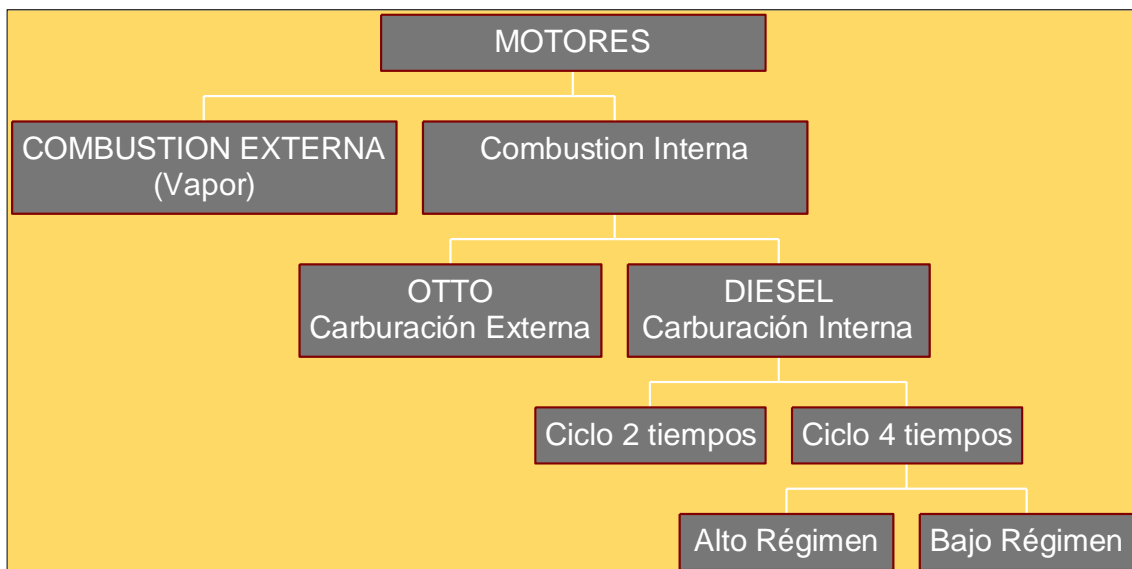 MOTORES
COMBUSTION EXTERNA
(Vapor)
Combustion Interna
OTTO
Carburación Externa
DIESEL
Carburación Interna
Ciclo 2 tiempos
Ciclo 4 tiempos
Alto Régimen
Bajo Régimen